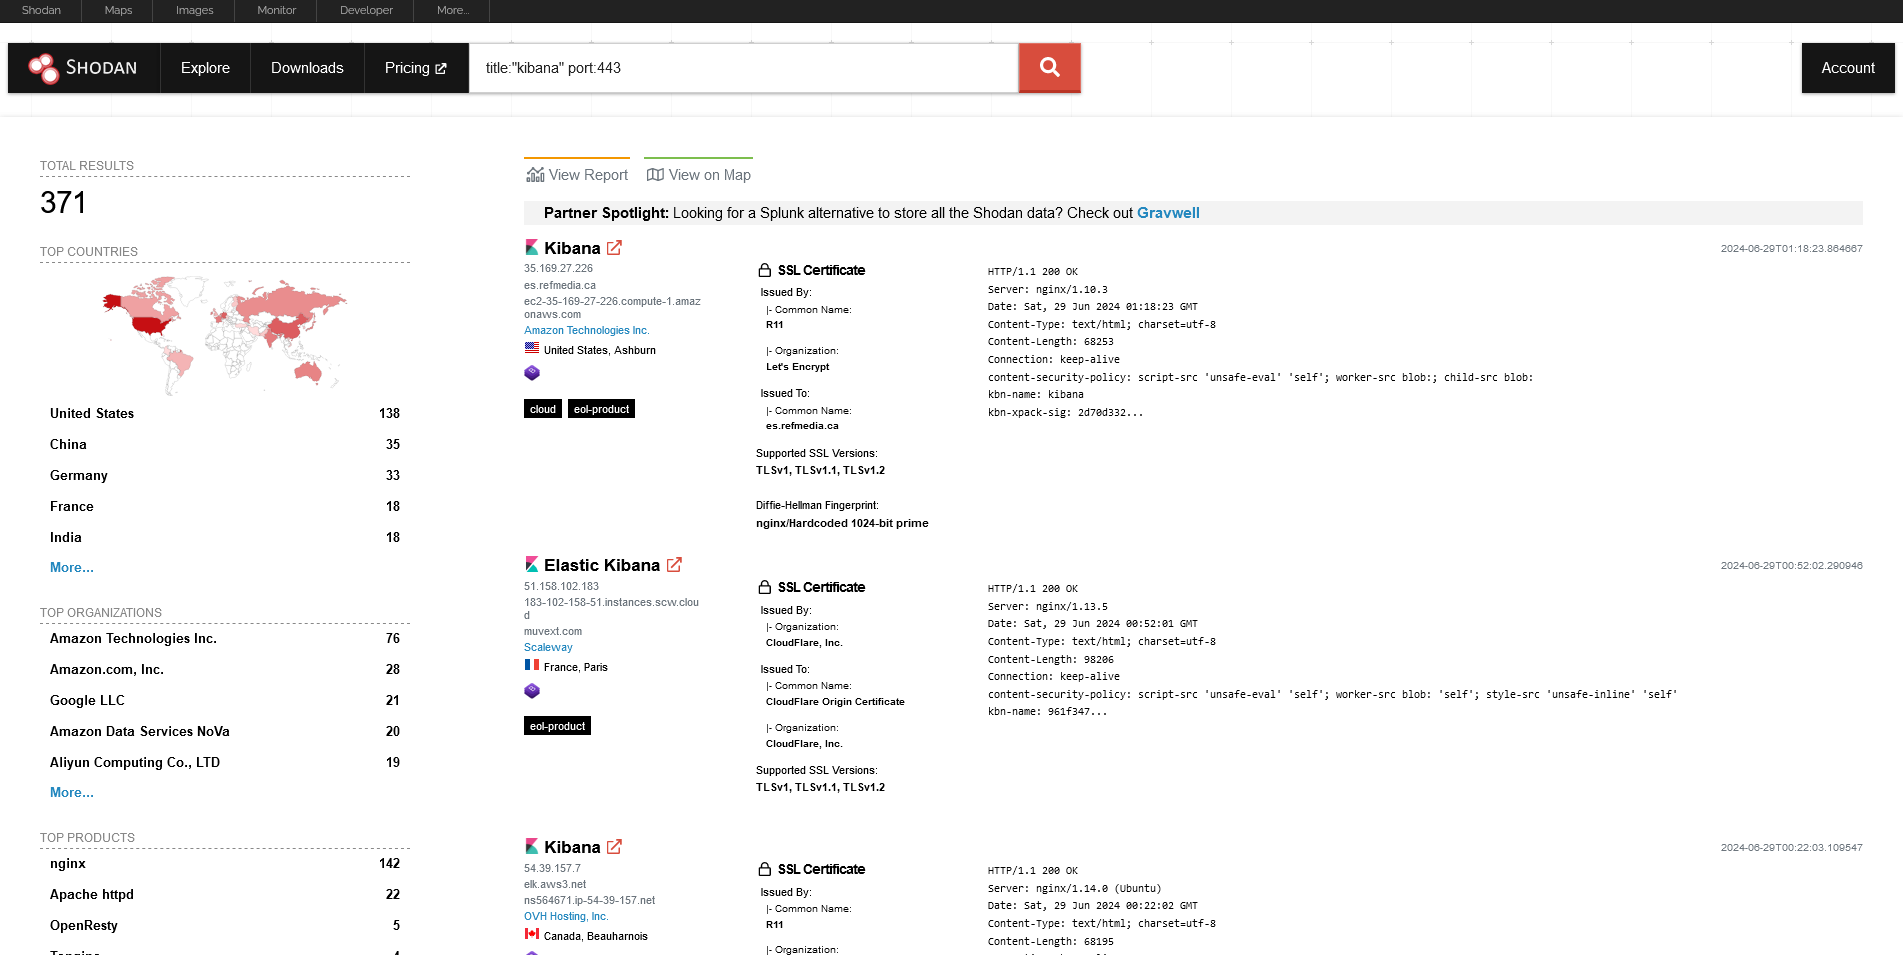 Shodan
Maps
Images
Monitor
Developer
More...
SHODAN
Explore
Downloads
Pricing
title:"kibana" port:443
Account
TOTAL RESULTS
371
TOP COUNTRIES
United States 138
China 35
Germany 33
France 18
India 18
More...
TOP ORGANIZATIONS
Amazon Technologies Inc. 76
Amazon.com, Inc. 28
Google LLC 21
Amazon Data Services NoVa 20
Aliyun Computing Co., LTD 19
More...
TOP PRODUCTS
nginx 142
Apache httpd 22
OpenResty 5
View Report
View on Map
Partner Spotlight: Looking for a Splunk alternative to store all the Shodan data? Check out Gravwell
Kibana
2024-06-29T01:18:23.864667
35.169.27.226
es.refmedia.ca
ec2-35-169-27-226.compute-1.amaz
onaws.com
Amazon Technologies Inc.
United States, Ashburn
cloud
eol-product
SSL Certificate
Issued By:
|- Common Name:
R11
|- Organization:
Let's Encrypt
Issued To:
|- Common Name:
es.refmedia.ca
Supported SSL Versions:
TLSv1, TLSv1.1, TLSv1.2
Diffie-Hellman Fingerprint:
nginx/Hardcoded 1024-bit prime
HTTP/1.1 200 OK
Server: nginx/1.10.3
Date: Sat, 29 Jun 2024 01:18:23 GMT
Content-Type: text/html; charset=utf-8
Content-Length: 68253
Connection: keep-alive
content-security-policy: script-src 'unsafe-eval' 'self'; worker-src blob:; child-src blob:
kbn-name: kibana
kbn-xpack-sig: 2d70d332...
Elastic Kibana
2024-06-29T00:52:02.290946
51.158.102.183
183-102-158-51.instances.scw.clou
d
muvext.com
Scaleway
France, Paris
eol-product
SSL Certificate
Issued By:
|- Organization:
CloudFlare, Inc.
Issued To:
|- Common Name:
CloudFlare Origin Certificate
|- Organization:
CloudFlare, Inc.
Supported SSL Versions:
TLSv1, TLSv1.1, TLSv1.2
HTTP/1.1 200 OK
Server: nginx/1.13.5
Date: Sat, 29 Jun 2024 00:52:01 GMT
Content-Type: text/html; charset=utf-8
Content-Length: 98206
Connection: keep-alive
content-security-policy: script-src 'unsafe-eval' 'self'; worker-src blob: 'self'; style-src 'unsafe-inline' 'self'
kbn-name: 961f347...
Kibana
2024-06-29T00:22:03.109547
54.39.157.7
elk.aws3.net
ns564671.ip-54-39-157.net
OVH Hosting, Inc.
Canada, Beauharnois
SSL Certificate
Issued By:
|- Common Name:
R11
|- Organization:
HTTP/1.1 200 OK
Server: nginx/1.14.0 (Ubuntu)
Date: Sat, 29 Jun 2024 00:22:02 GMT
Content-Type: text/html; charset=utf-8
Content-Length: 68195